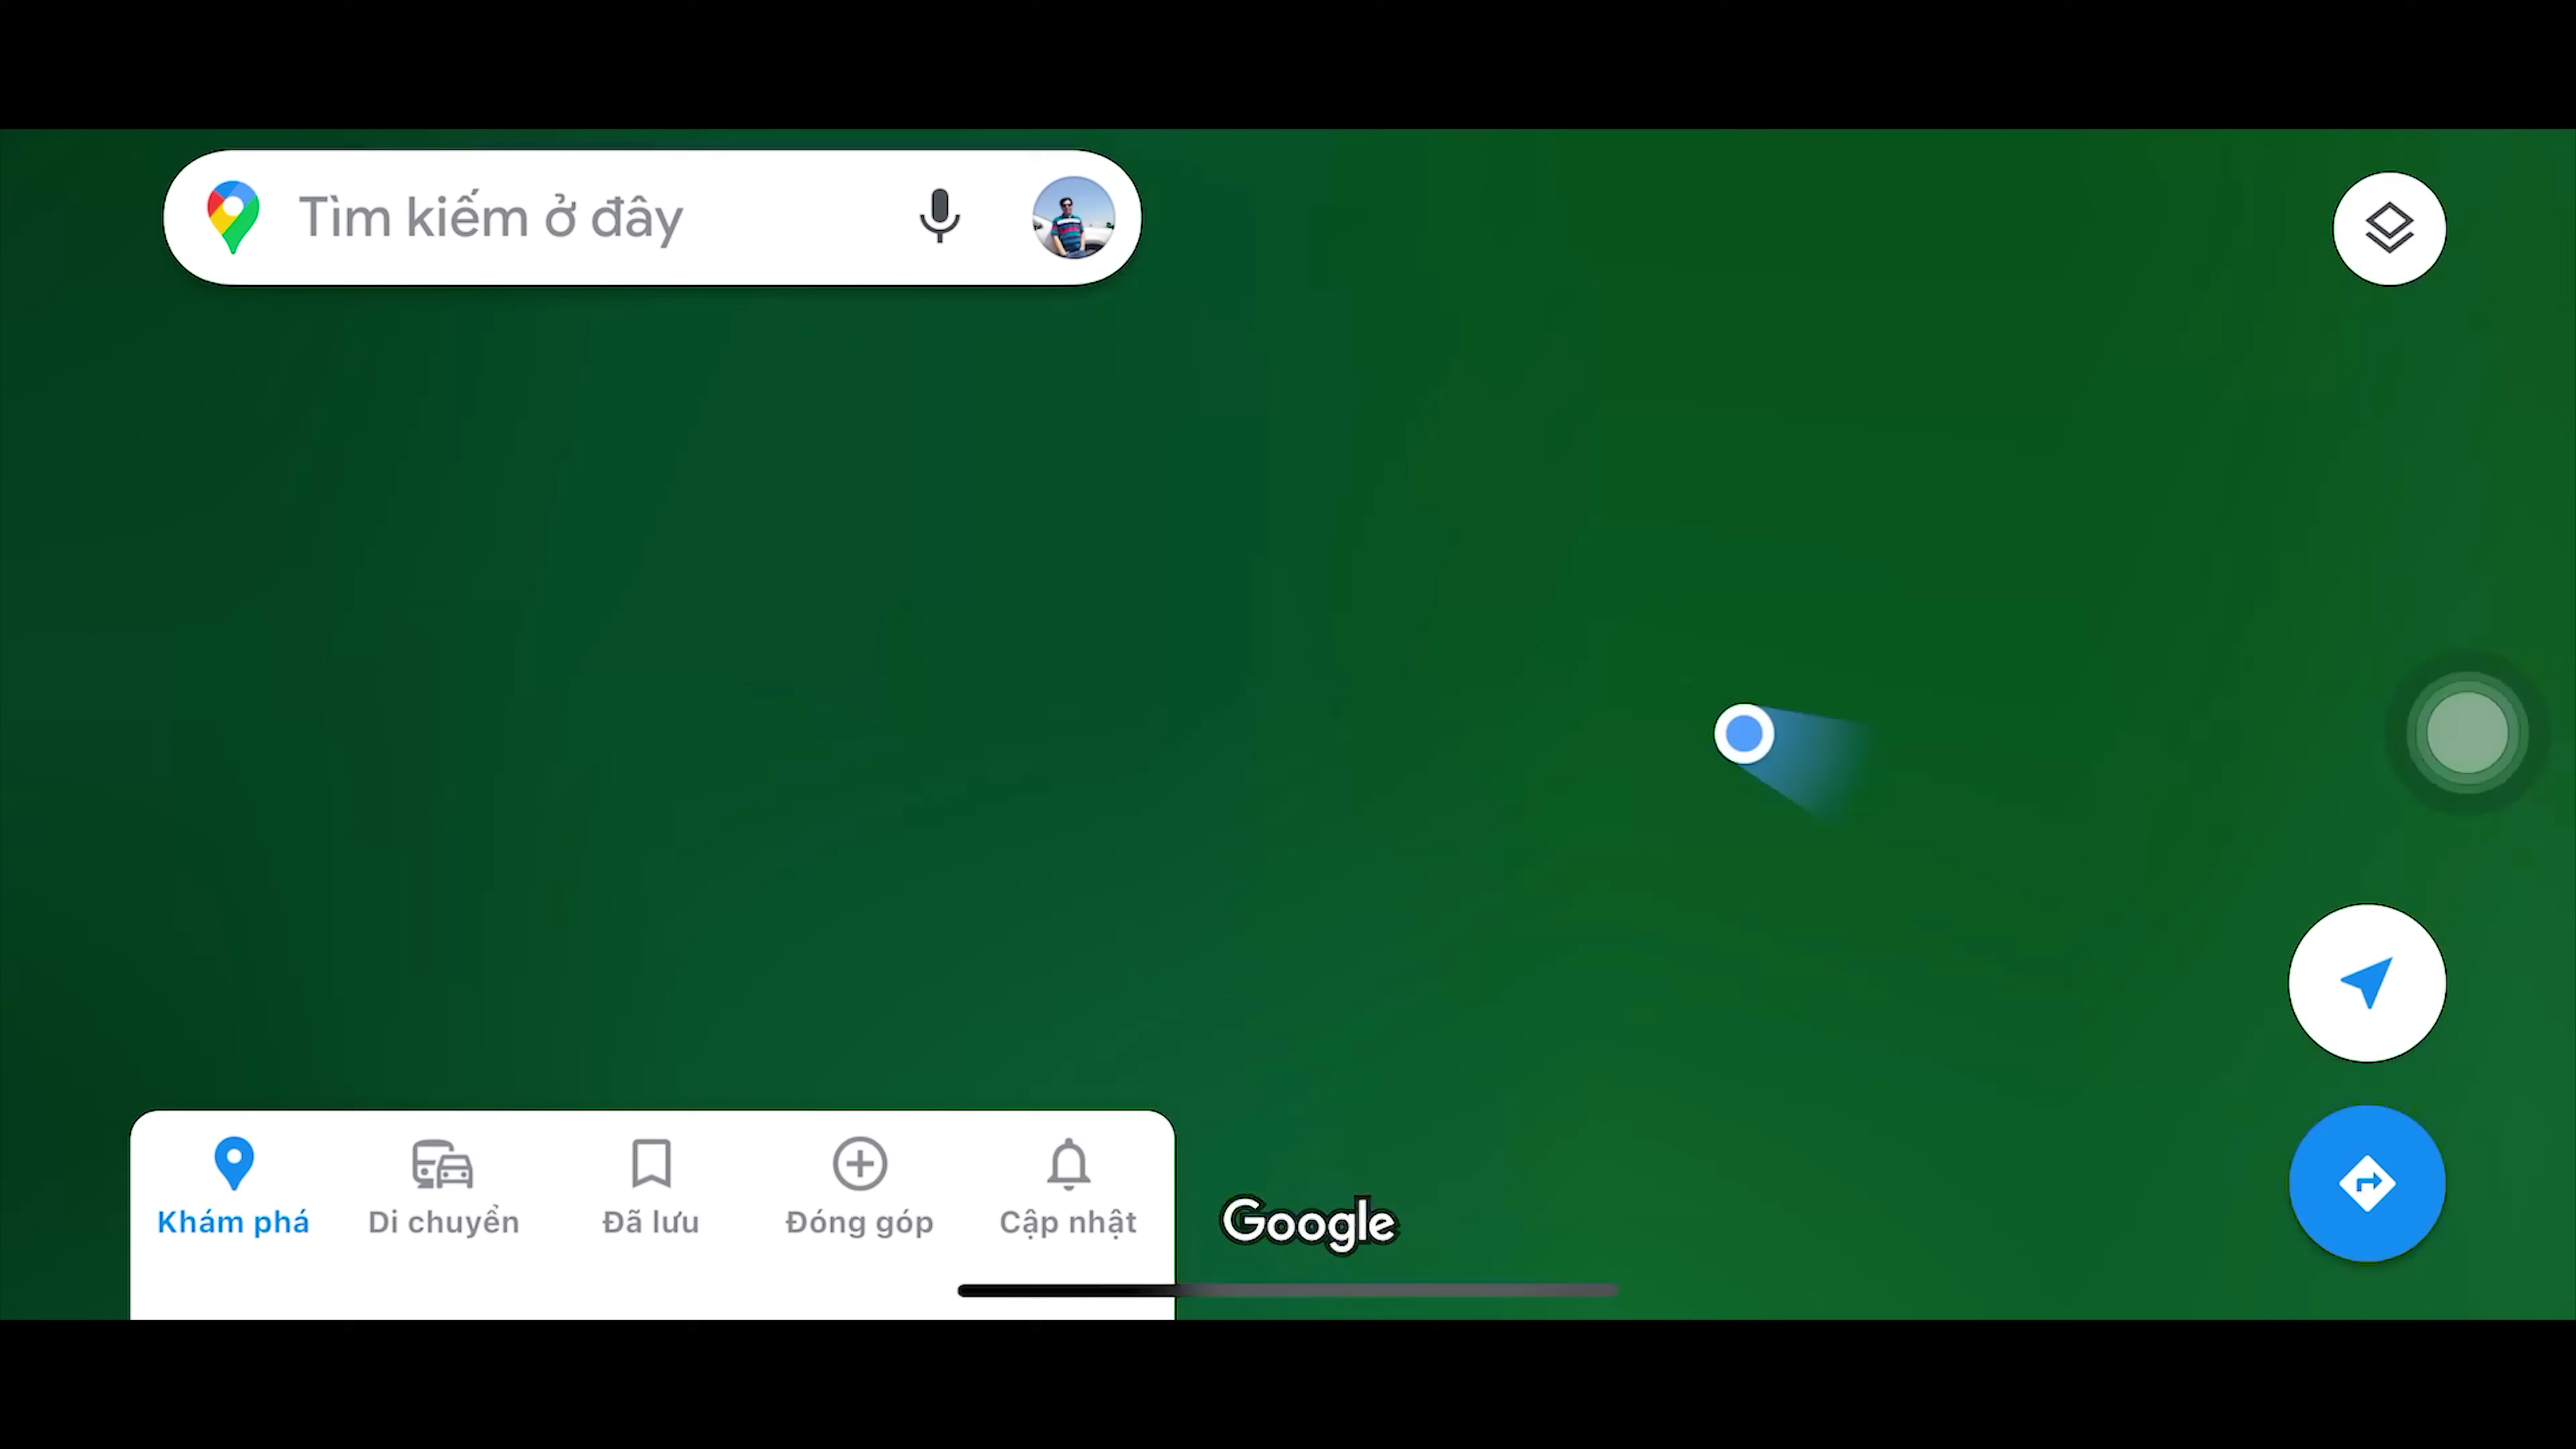 Tìm kiếm ở đây
Khám phá
Di chuyển
Đã lưu
Đóng góp
Cập nhật
Google